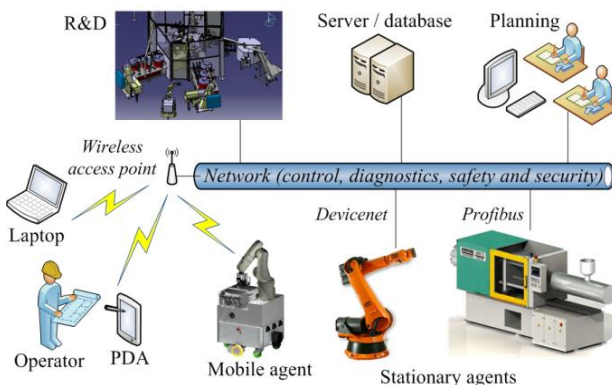 R&D
Server / database
Planning
Wireless
access point
Network (control, diagnostics, safety and security)
Devicenet
Profibus
Laptop
Operator
PDA
Mobile agent
Stationary agents